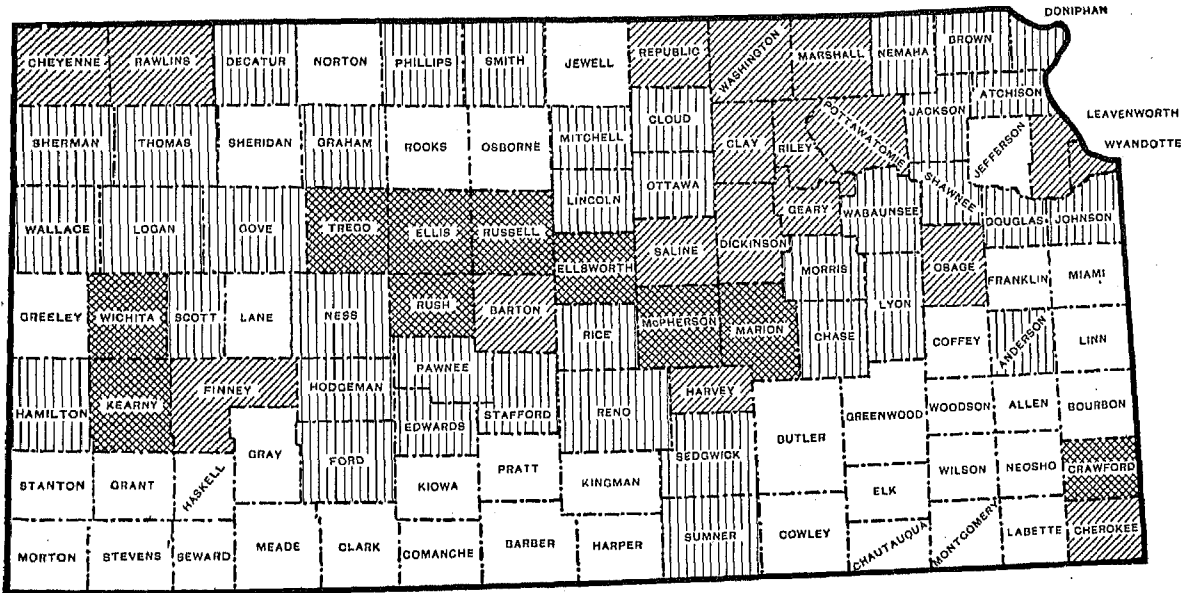 DONIPHAN
CHEYENNE RAWLINS DECATUR NORTON PHILLIPS SMITH JEWELL REPUBLIC WASHINGTON MARSHALL NEMAHA BROWN
ATCHISON
LEAVENWORTH
WYANDOTTE
SHERMAN THOMAS SHERIDAN GRAHAM ROOKS OSBORNE MITCHELL CLOUD CLAY RILEY POTTAWATOMIE JACKSON JEFFERSON
WALLACE LOGAN GOVE TREGO ELLIS RUSSELL LINCOLN OTTAWA SALINE DICKINSON GEARY WABAUNSEE SHAWNEE DOUGLAS JOHNSON
ELLSWORTH MORRIS LYON OSAGE FRANKLIN MIAMI
GREELEY WICHITA SCOTT LANE NESS RUSH BARTON RICE McPHERSON MARION CHASE COFFEY ANDERSON LINN
HAMILTON KEARNY FINNEY HODGEMAN PAWNEE STAFFORD RENO HARVEY BUTLER GREENWOOD WOODSON ALLEN BOURBON
EDWARDS
GRAY FORD SEDGWICK
STANTON GRANT HASKELL KIOWA PRATT KINGMAN ELK WILSON NEOSHO CRAWFORD
MORTON STEVENS SEWARD MEADE CLARK COMANCHE BARBER HARPER SUMNER COWLEY CHAUTAUQUA MONTGOMERY LABETTE CHEROKEE